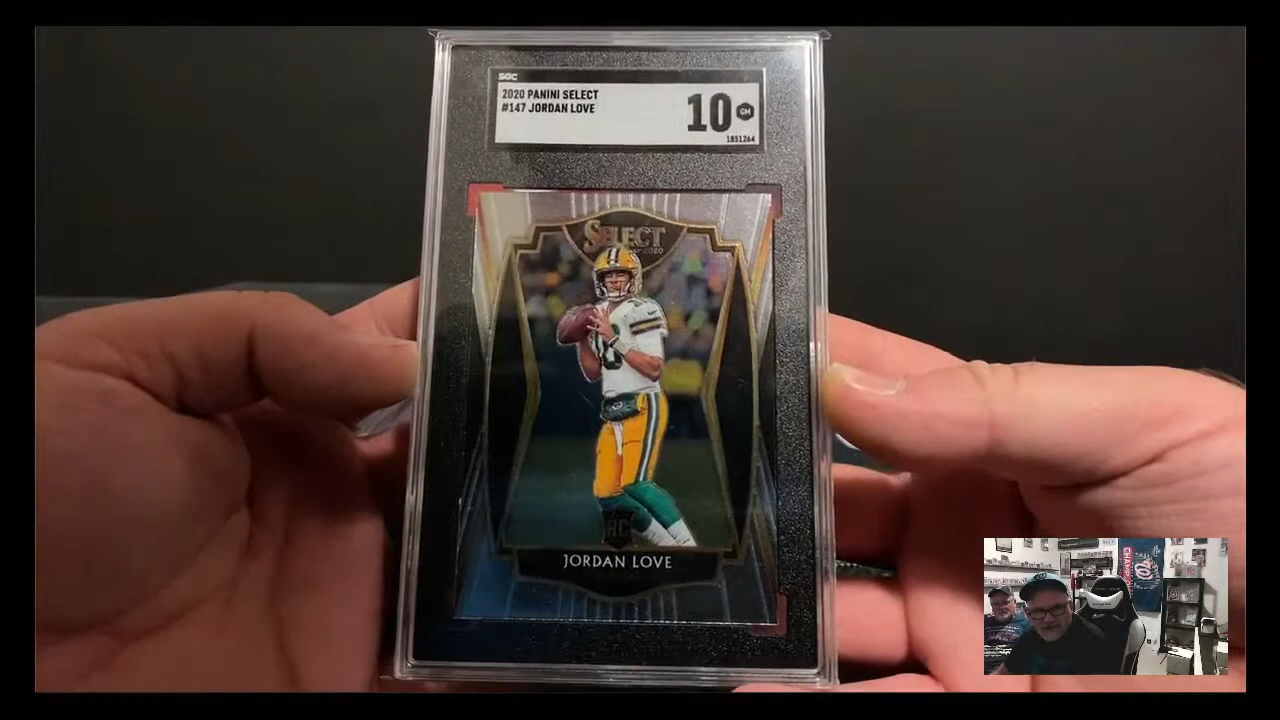 SGC
2020 PANINI SELECT
#147 JORDAN LOVE
10
GM
1851264
SELECT
2020
RC
JORDAN LOVE
W